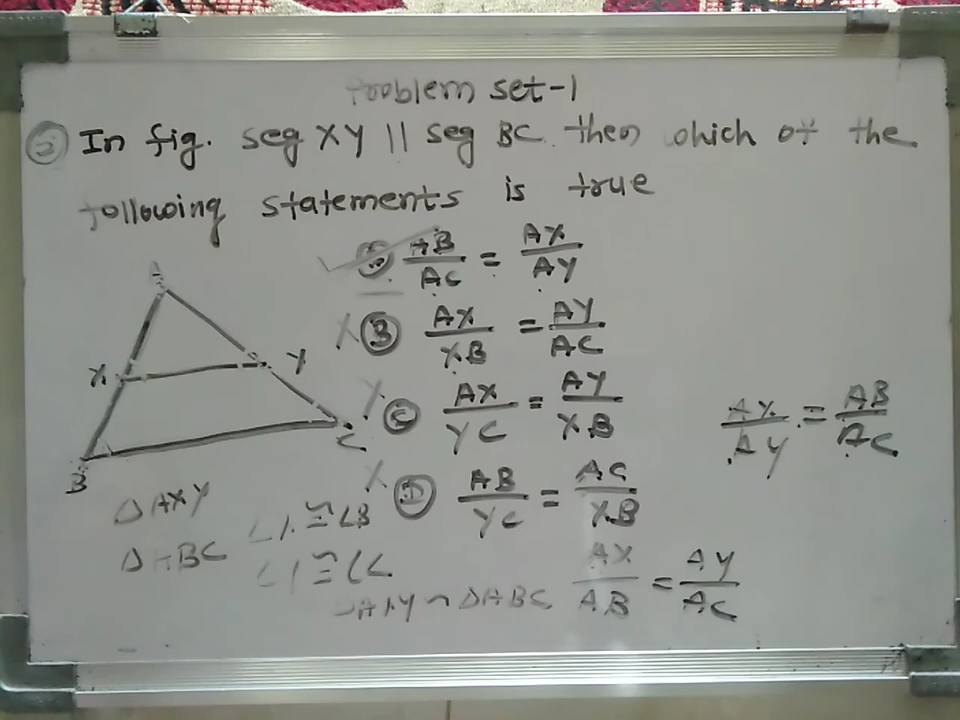 Problem set-1
② In fig. seg XY || seg BC. then which of the
following statements is true
AB/AC = AX/AY
X Ⓑ AX/XB = AY/AC
X Ⓒ AX/YC = AY/XB
X Ⓓ AB/YC = AC/XB
A
X
Y
B
C
AX/AY = AB/AC
△AXY
△ABC
∠X ≅ ∠B
≅ ∠C
△AXY ~ △ABC
AX/AB = AY/AC